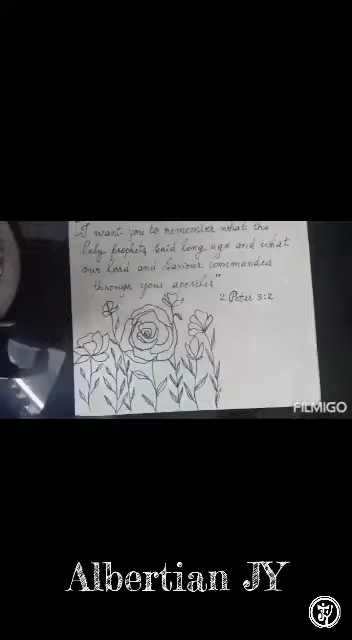 "I want you to remember what the
holy prophets said long ago and what
our Lord and Saviour commanded
through your apostles"
2 Peter 3:2
FILMIGO
Albertian JY
JY